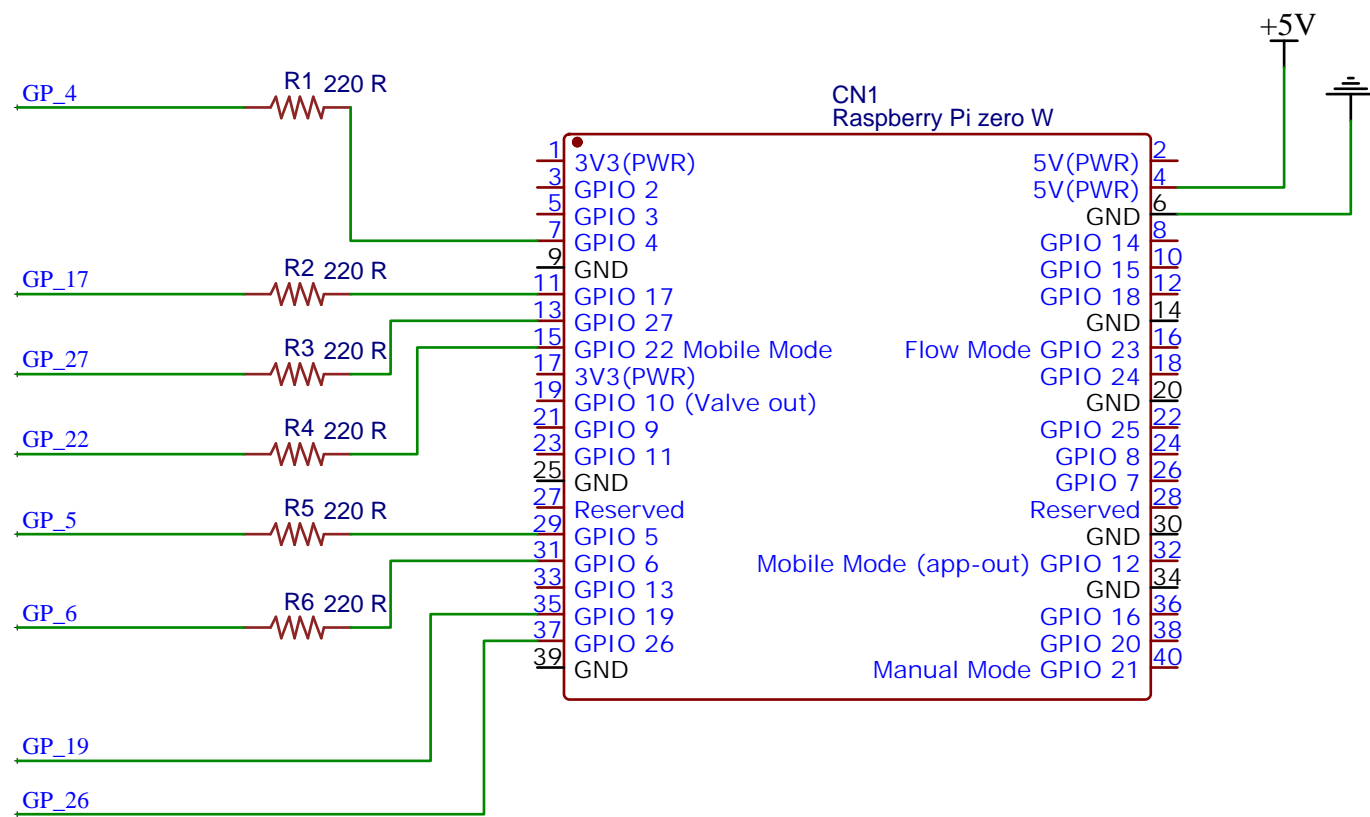 +5V
GP_4
R1 220 R
CN1
Raspberry Pi zero W
1 3V3(PWR)
5V(PWR) 2
3 GPIO 2
5V(PWR) 4
5 GPIO 3
GND 6
7 GPIO 4
GPIO 14 8
9 GND
GPIO 15 10
GP_17
R2 220 R
11 GPIO 17
GPIO 18 12
13 GPIO 27
GND 14
GP_27
R3 220 R
15 GPIO 22 Mobile Mode
Flow Mode GPIO 23 16
17 3V3(PWR)
GPIO 24 18
19 GPIO 10 (Valve out)
GND 20
GP_22
R4 220 R
21 GPIO 9
GPIO 25 22
23 GPIO 11
GPIO 8 24
25 GND
GPIO 7 26
27 Reserved
Reserved 28
GP_5
R5 220 R
29 GPIO 5
GND 30
31 GPIO 6
Mobile Mode (app-out) GPIO 12 32
33 GPIO 13
GND 34
GP_6
R6 220 R
35 GPIO 19
GPIO 16 36
37 GPIO 26
GPIO 20 38
39 GND
Manual Mode GPIO 21 40
GP_19
GP_26